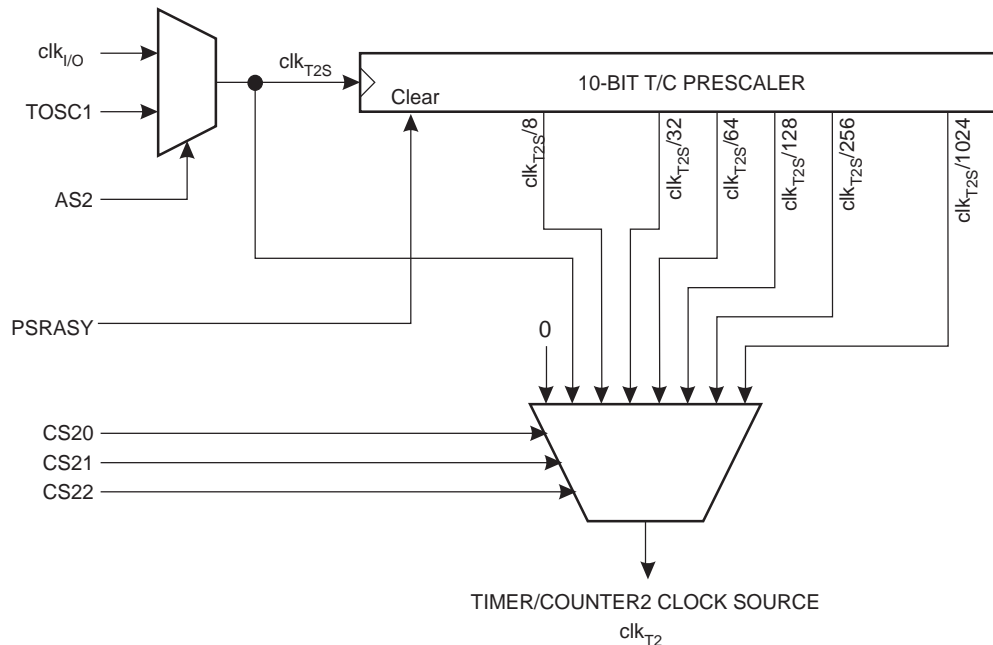 clkI/O
clkT2S
10-BIT T/C PRESCALER
Clear
TOSC1
AS2
clkT2S/8
clkT2S/32
clkT2S/64
clkT2S/128
clkT2S/256
clkT2S/1024
PSRASY
0
CS20
CS21
CS22
TIMER/COUNTER2 CLOCK SOURCE
clkT2